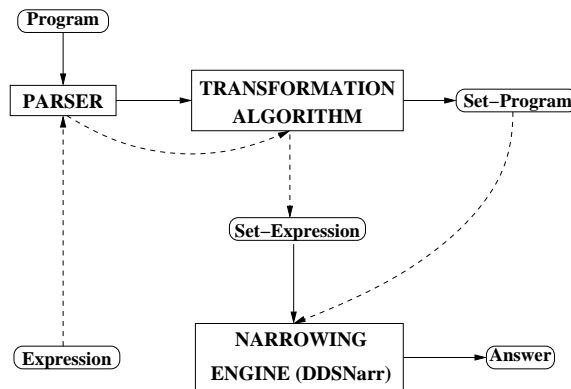 Program
PARSER
TRANSFORMATION
ALGORITHM
Set−Program
Set−Expression
Expression
NARROWING
ENGINE (DDSNarr)
Answer